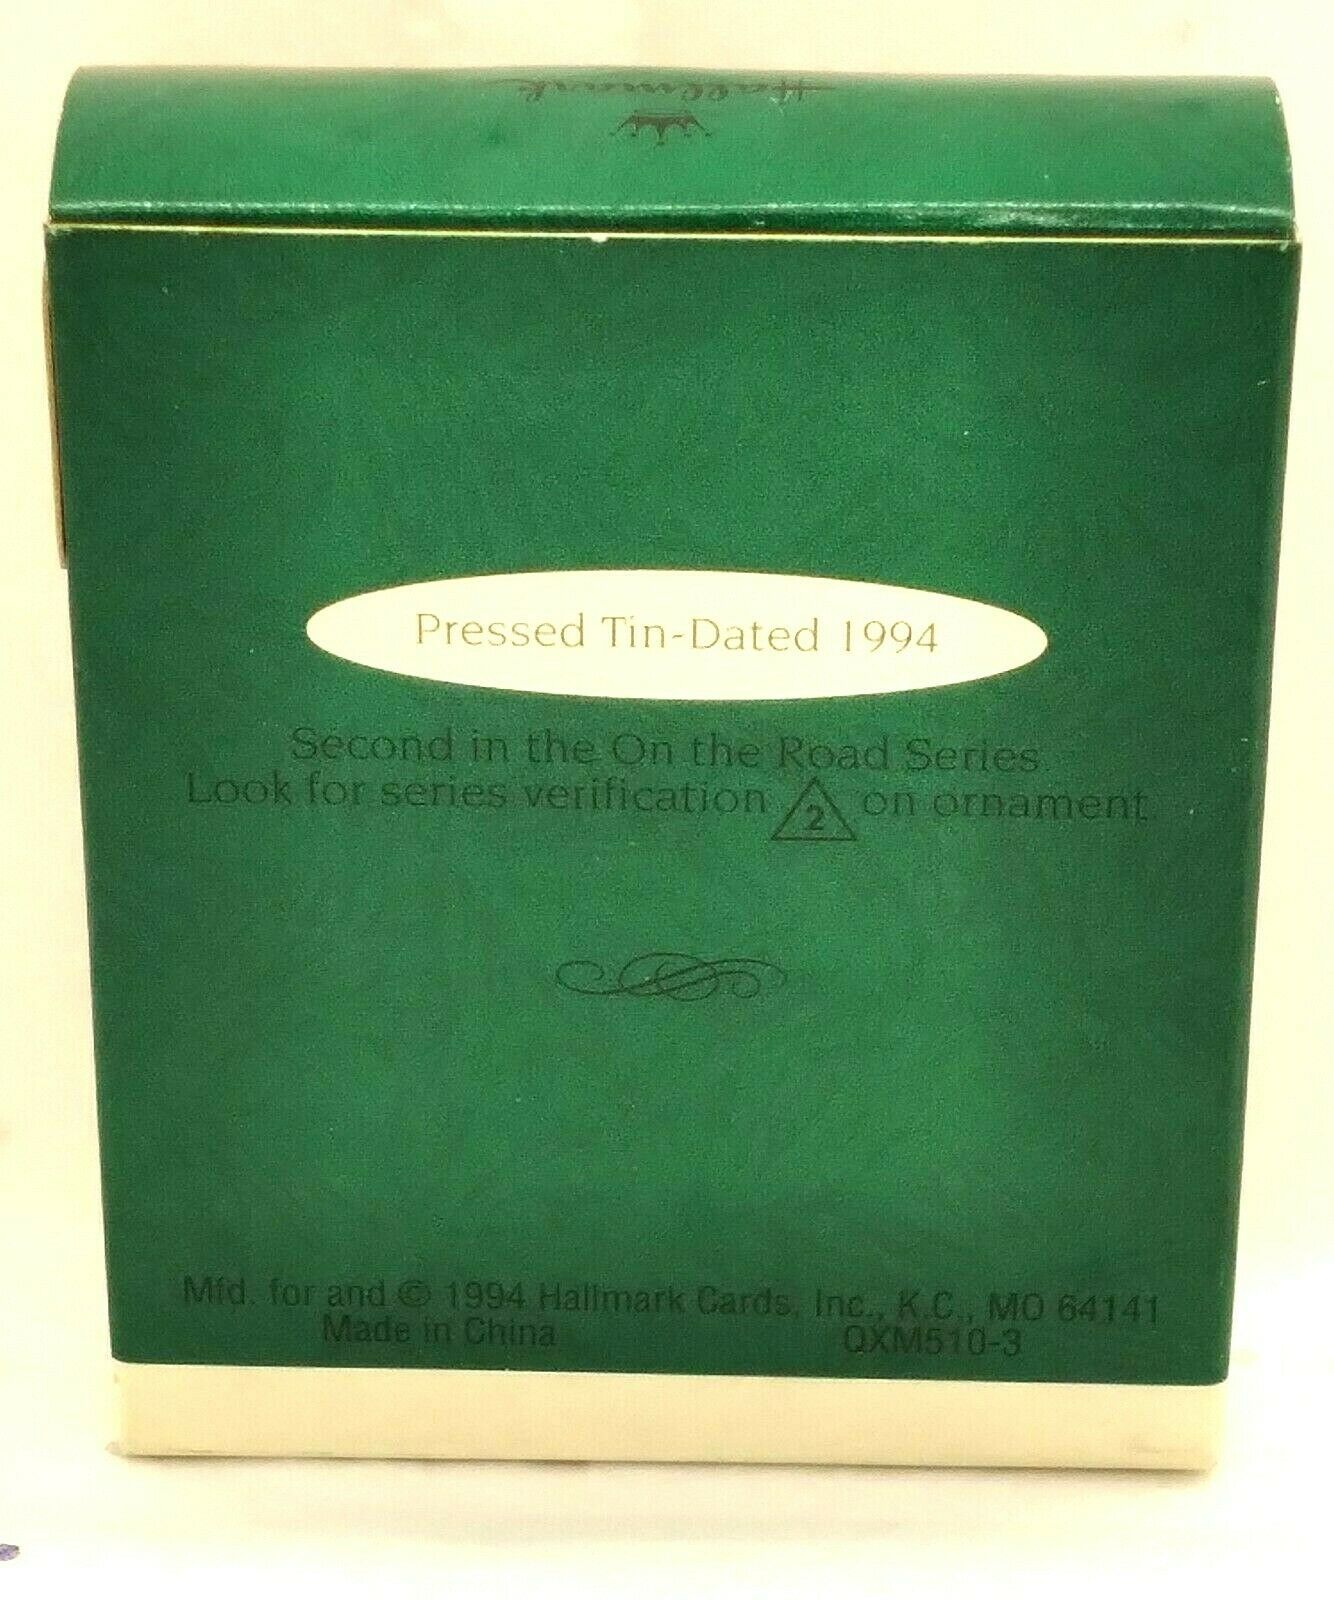 Hallmark
Pressed Tin-Dated 1994
Second in the On the Road Series.
Look for series verification 2 on ornament.
Mfd. for and © 1994 Hallmark Cards, Inc., K.C., MO 64141
Made in China QXM510-3